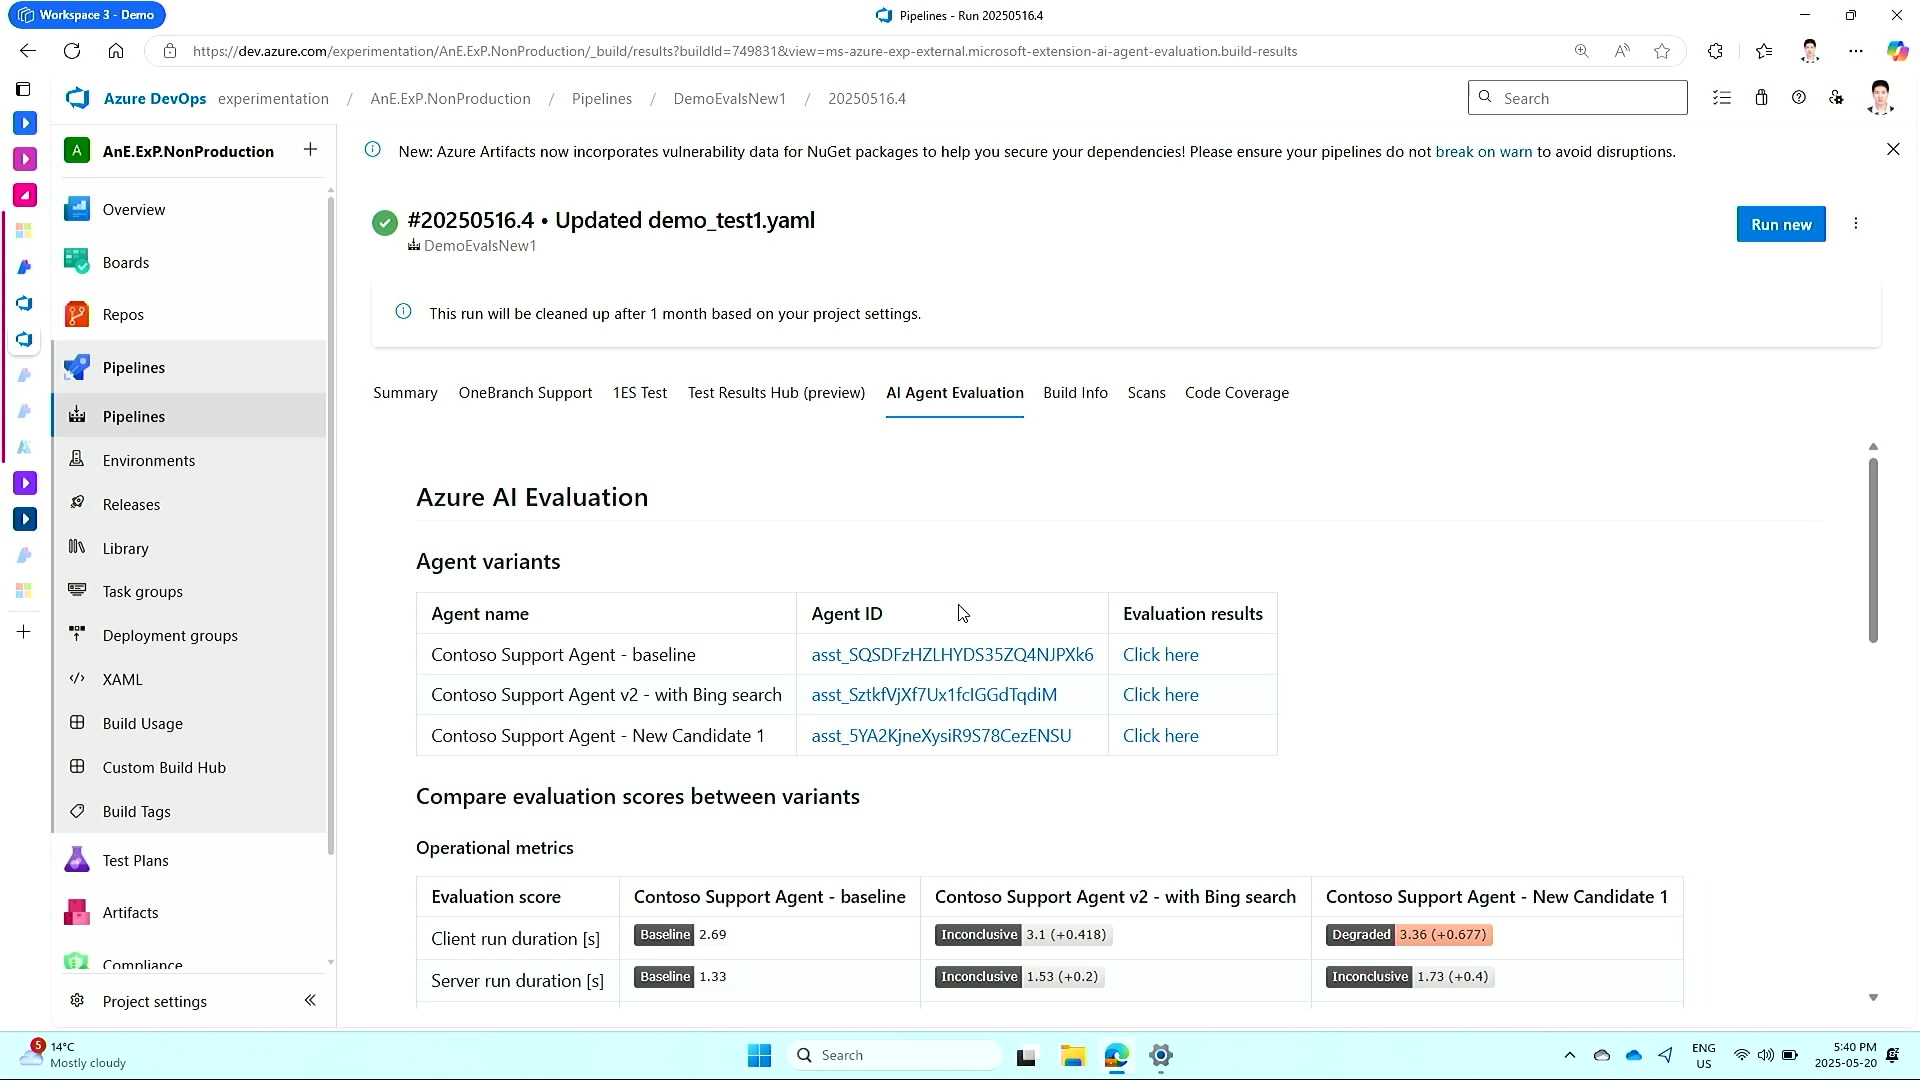 Workspace 3 - Demo
Pipelines - Run 20250516.4
https://dev.azure.com/experimentation/AnE.ExP.NonProduction/_build/results?buildId=749831&view=ms-azure-exp-external.microsoft-extension-ai-agent-evaluation.build-results
Azure DevOps experimentation / AnE.ExP.NonProduction / Pipelines / DemoEvalsNew1 / 20250516.4
Search
A AnE.ExP.NonProduction
New: Azure Artifacts now incorporates vulnerability data for NuGet packages to help you secure your dependencies! Please ensure your pipelines do not break on warn to avoid disruptions.
Overview
Boards
Repos
Pipelines
Pipelines
Environments
Releases
Library
Task groups
Deployment groups
XAML
Build Usage
Custom Build Hub
Build Tags
Test Plans
Artifacts
Compliance
Project settings
#20250516.4 • Updated demo_test1.yaml
DemoEvalsNew1
Run new
This run will be cleaned up after 1 month based on your project settings.
Summary OneBranch Support 1ES Test Test Results Hub (preview) AI Agent Evaluation Build Info Scans Code Coverage
Azure AI Evaluation
Agent variants
Agent name Agent ID Evaluation results
Contoso Support Agent - baseline asst_SQSDFzHZLHYDS35ZQ4NJPXk6 Click here
Contoso Support Agent v2 - with Bing search asst_SztkfVjXf7Ux1fcIGGdTqdiM Click here
Contoso Support Agent - New Candidate 1 asst_5YA2KjneXysiR9S78CezENSU Click here
Compare evaluation scores between variants
Operational metrics
Evaluation score Contoso Support Agent - baseline Contoso Support Agent v2 - with Bing search Contoso Support Agent - New Candidate 1
Client run duration [s] Baseline 2.69 Inconclusive 3.1 (+0.418) Degraded 3.36 (+0.677)
Server run duration [s] Baseline 1.33 Inconclusive 1.53 (+0.2) Inconclusive 1.73 (+0.4)
5
14°C
Mostly cloudy
Search
ENG
US
5:40 PM
2025-05-20